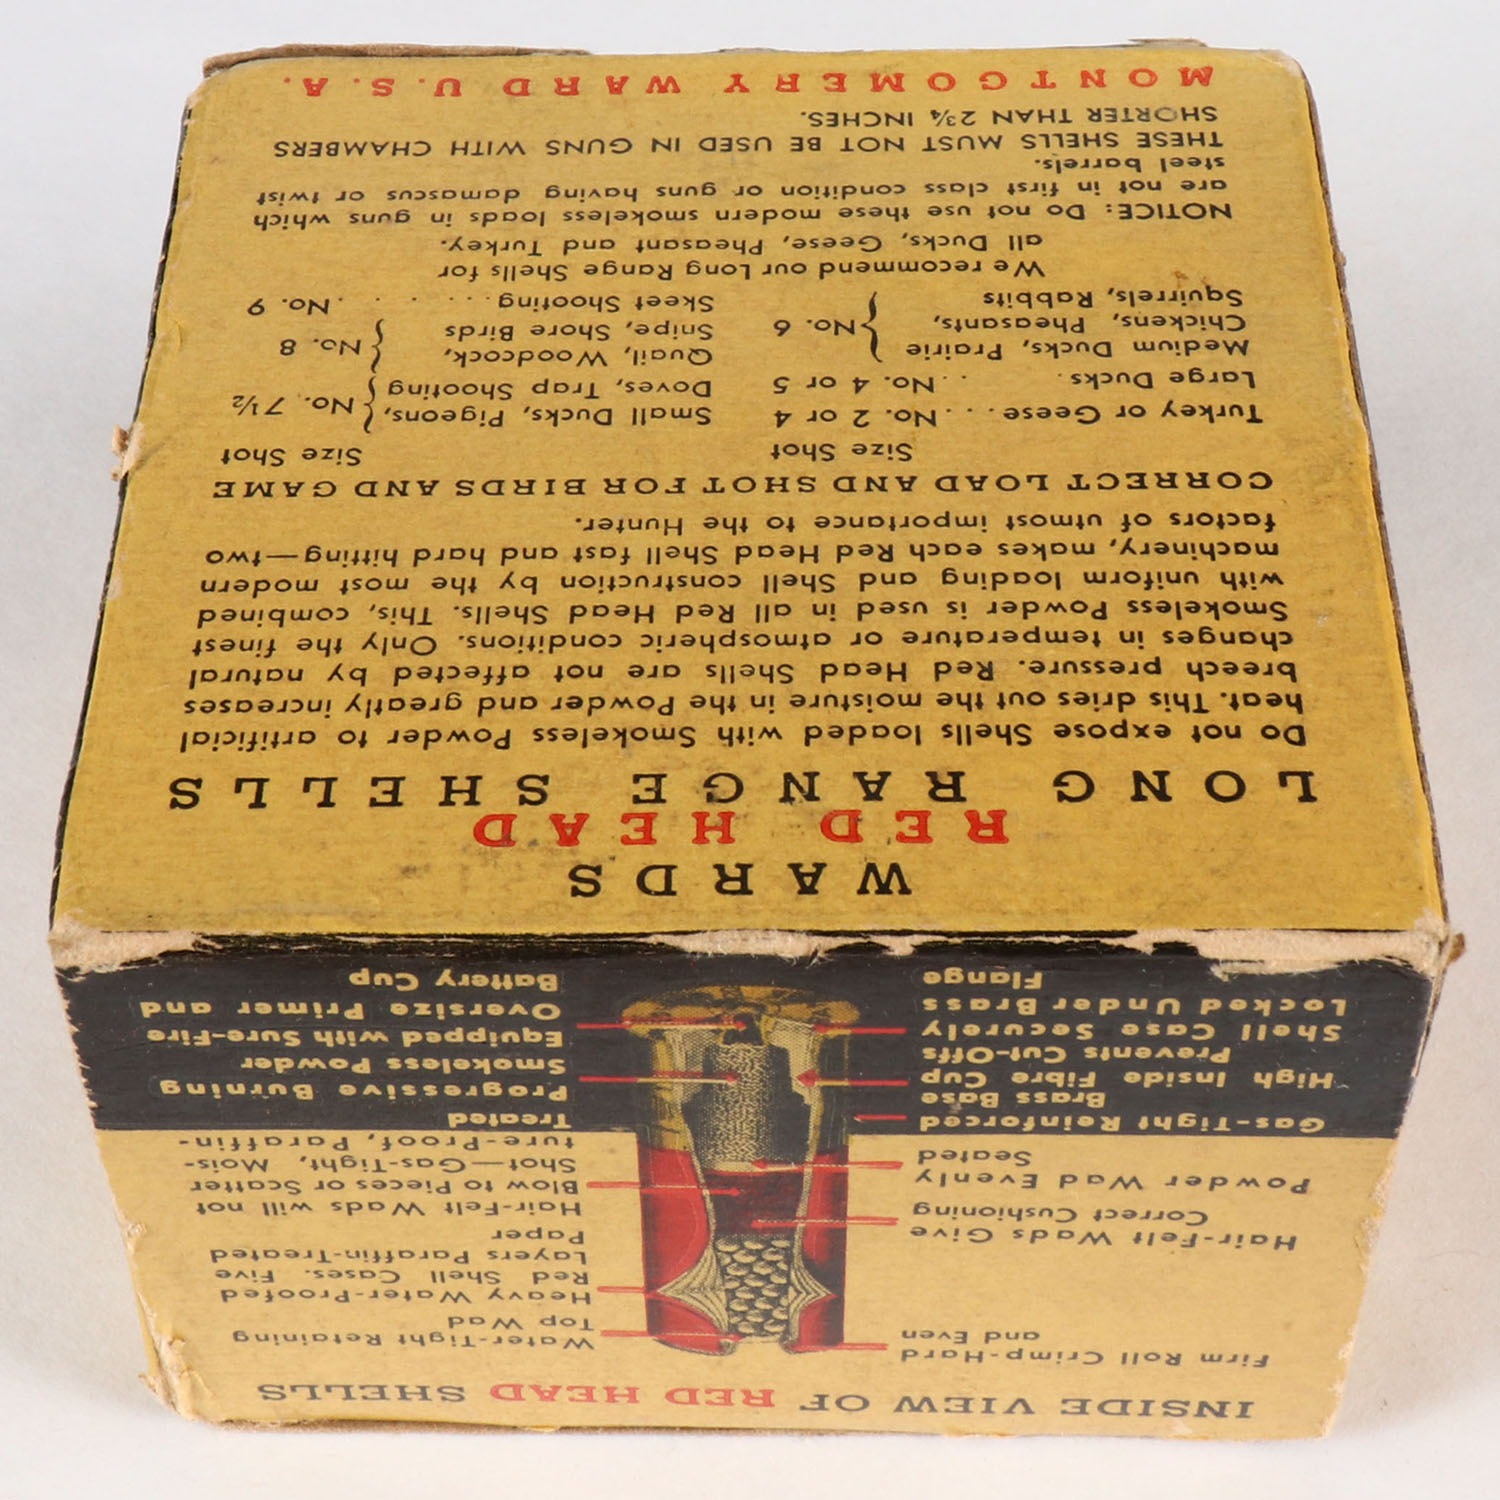 WARDS
RED HEAD
LONG RANGE SHELLS
Do not expose Shells loaded with Smokeless Powder to artificial
heat. This dries out the moisture in the Powder and greatly increases
breech pressure. Red Head Shells are not affected by natural
changes in temperature or atmospheric conditions. Only the finest
Smokeless Powder is used in all Red Head Shells. This, combined
with uniform loading and Shell construction by the most modern
machinery, makes each Red Head Shell fast and hard hitting—two
factors of utmost importance to the Hunter.
CORRECT LOAD AND SHOT FOR BIRDS AND GAME
Size Shot
Turkey or Geese . . . No. 2 or 4
Large Ducks . . . No. 4 or 5
Medium Ducks, Prairie
Chickens, Pheasants, } No. 6
Squirrels, Rabbits
Size Shot
Small Ducks, Pigeons, } No. 7½
Doves, Trap Shooting
Quail, Woodcock, } No. 8
Snipe, Shore Birds
Skeet Shooting . . . . . No. 9
We recommend our Long Range Shells for
all Ducks, Geese, Pheasant and Turkey.
NOTICE: Do not use these modern smokeless loads in guns which
are not in first class condition or guns having damascus or twist
steel barrels.
THESE SHELLS MUST NOT BE USED IN GUNS WITH CHAMBERS
SHORTER THAN 2¾ INCHES.
MONTGOMERY WARD U.S.A.
INSIDE VIEW OF RED HEAD SHELLS
Firm Roll Crimp-Hard
and Even
Hair-Felt Wads Give
Correct Cushioning
Powder Wad Evenly
Seated
Gas-Tight Reinforced
Brass Base
High Inside Fibre Cup
Prevents Cut-Offs
Shell Case Securely
Locked Under Brass
Flange
Water-Tight Retaining
Top Wad
Heavy Water-Proofed
Red Shell Cases. Five
Layers Paraffin-Treated
Paper
Hair-Felt Wads will not
Blow to Pieces or Scatter
Shot—Gas-Tight, Mois-
ture-Proof, Paraffin-
Treated
Progressive Burning
Smokeless Powder
Equipped with Sure-Fire
Oversize Primer and
Battery Cup